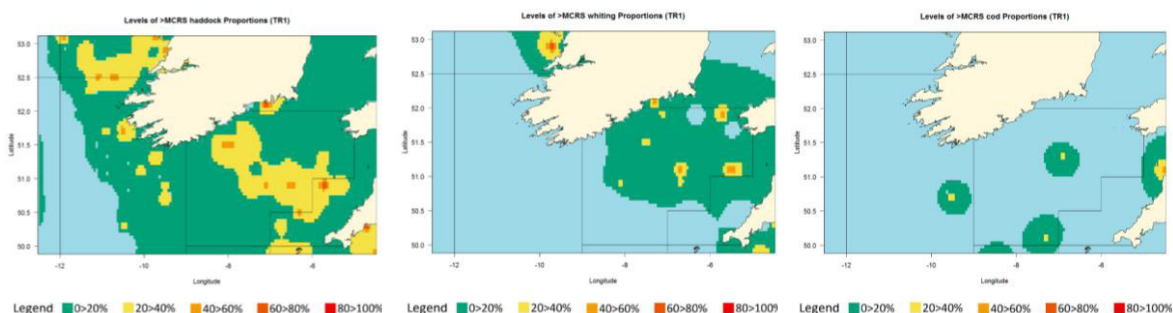 Levels of >MCRS haddock Proportions (TR1)
Latitude
53.0
52.5
52.0
51.5
51.0
50.5
50.0
-12
-10
-8
-6
Longitude
Legend 0>20% 20>40% 40>60% 60>80% 80>100%
Levels of >MCRS whiting Proportions (TR1)
Latitude
53.0
52.5
52.0
51.5
51.0
50.5
50.0
-12
-10
-8
-6
Longitude
Legend 0>20% 20>40% 40>60% 60>80% 80>100%
Levels of >MCRS cod Proportions (TR1)
Latitude
53.0
52.5
52.0
51.5
51.0
50.5
50.0
-12
-10
-8
-6
Longitude
Legend 0>20% 20>40% 40>60% 60>80% 80>100%